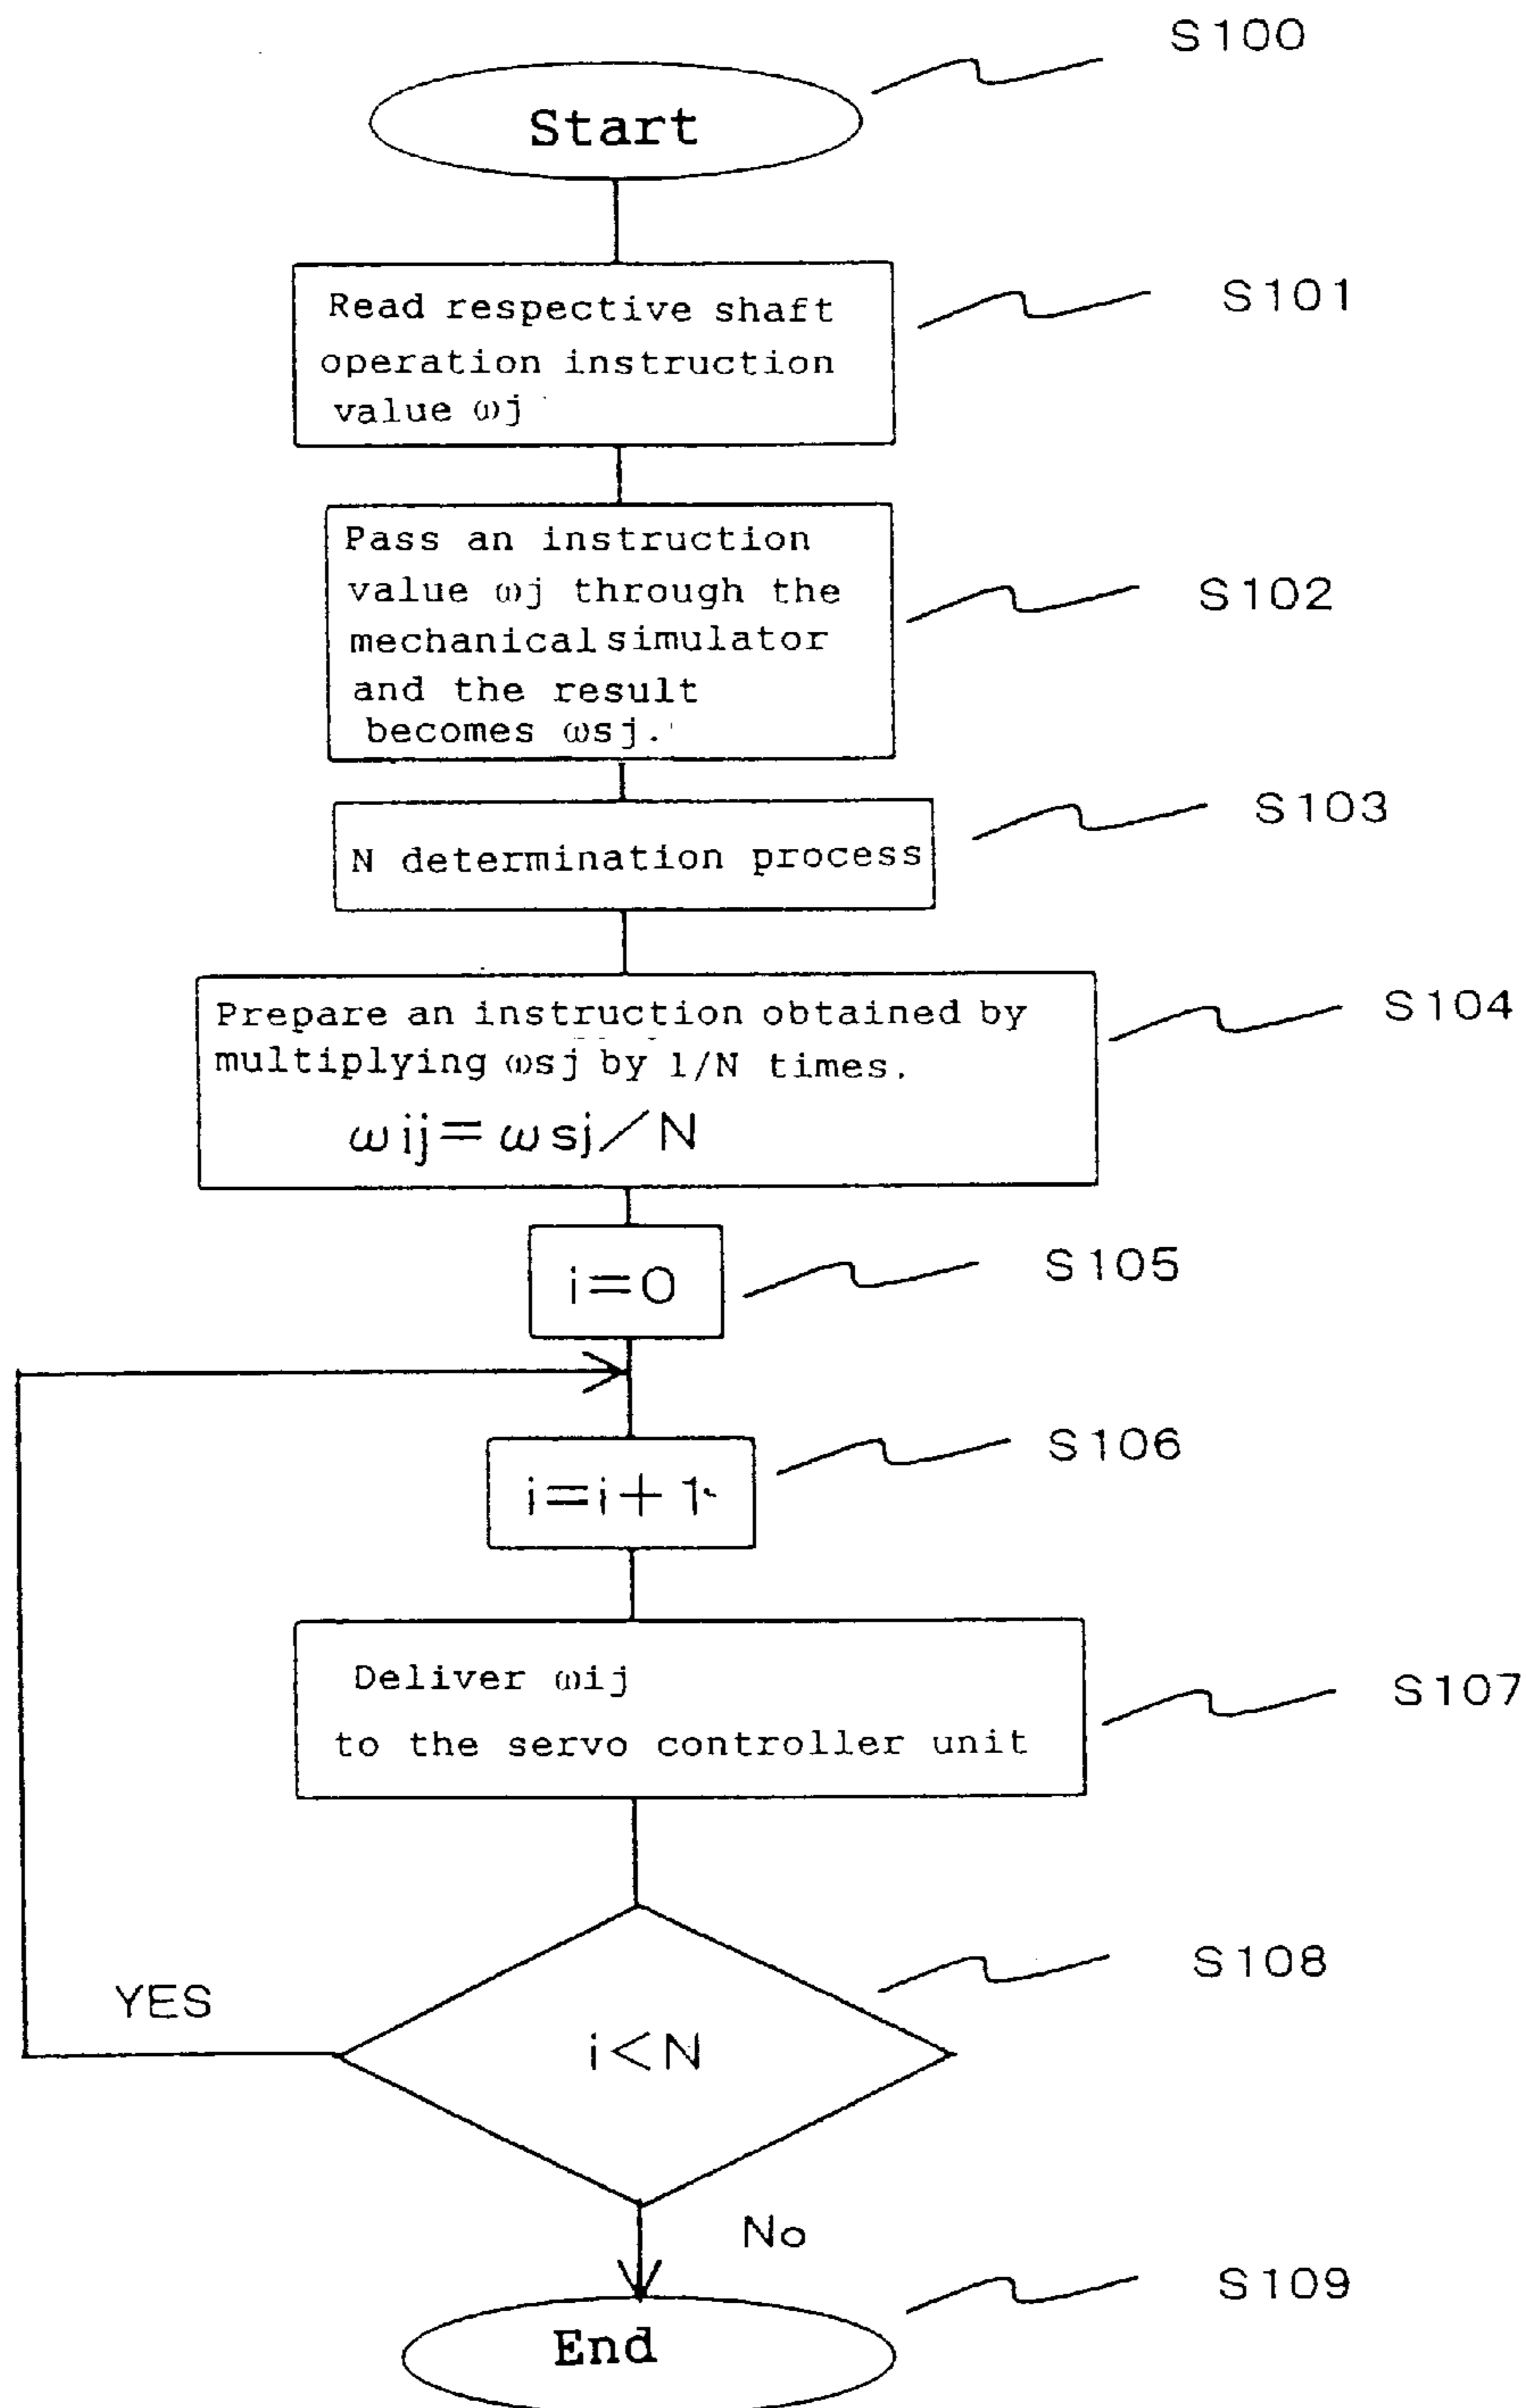 S100
Start
S101
Read respective shaft
operation instruction
value ωj
Pass an instruction
value ωj through the
S102
mechanical simulator
and the result
becomes ωsj.
S103
N determination process
S104
Prepare an instruction obtained by
multiplying ωsj by 1/N times.
ωij=ωsj/N
S105
i=0
S106
i=i+1
Deliver ωij
S107
to the servo controller unit
S108
YES
i<N
No
S109
End